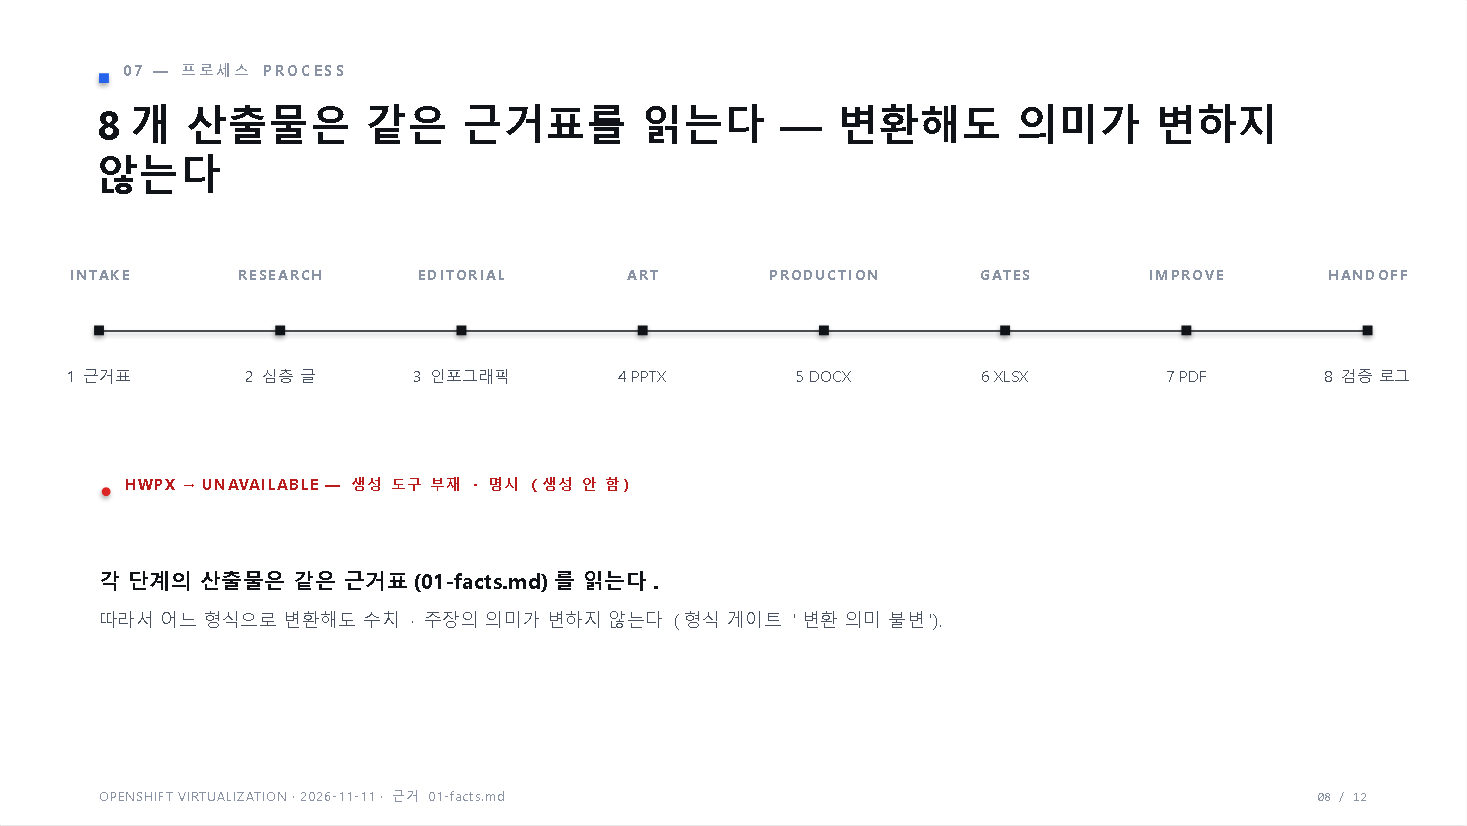 07 — 프로세스 PROCESS
8개 산출물은 같은 근거표를 읽는다 — 변환해도 의미가 변하지
않는다
INTAKE RESEARCH EDITORIAL ART PRODUCTION GATES IMPROVE HANDOFF
1 근거표 2 심층 글 3 인포그래픽 4 PPTX 5 DOCX 6 XLSX 7 PDF 8 검증 로그
HWPX → UNAVAILABLE — 생성 도구 부재 · 명시 (생성 안 함)
각 단계의 산출물은 같은 근거표 (01-facts.md) 를 읽는다.
따라서 어느 형식으로 변환해도 수치 · 주장의 의미가 변하지 않는다 (형식 게이트 '변환 의미 불변').
OPENSHIFT VIRTUALIZATION · 2026-11-11 · 근거 01-facts.md 08 / 12